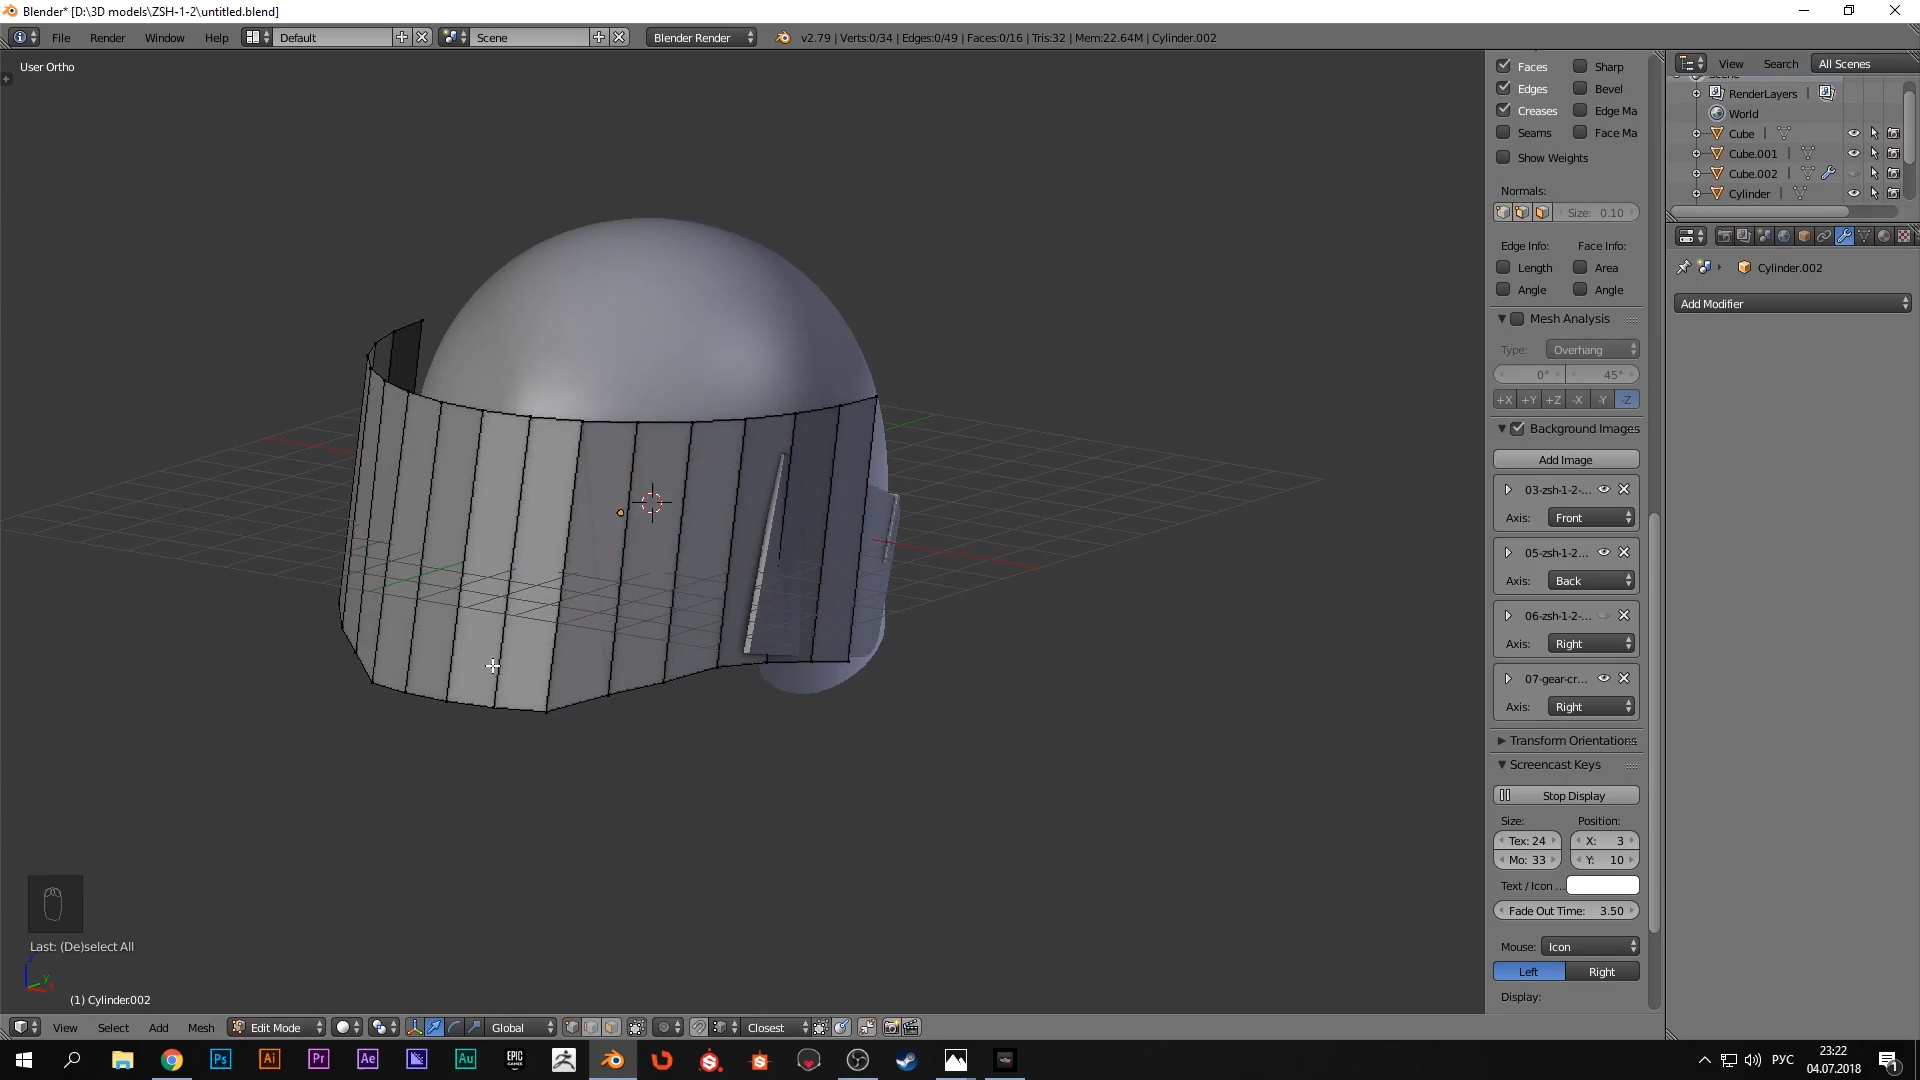 Blender* [D:\3D models\ZSH-1-2\untitled.blend]
File Render Window Help Default Scene Blender Render v2.79 | Verts:0/34 | Edges:0/49 | Faces:0/16 | Tris:32 | Mem:22.64M | Cylinder.002
User Ortho
Faces Sharp
Edges Bevel
Creases Edge Ma
Seams Face Ma
Show Weights
Normals:
Size: 0.10
Edge Info: Face Info:
Length Area
Angle Angle
Mesh Analysis
Type: Overhang
0° 45°
+X +Y +Z -X -Y -Z
Background Images
Add Image
03-zsh-1-2-...
Axis: Front
05-zsh-1-2...
Axis: Back
06-zsh-1-2-...
Axis: Right
07-gear-cr...
Axis: Right
Transform Orientations
Screencast Keys
Stop Display
Size: Position:
Tex: 24 X: 3
Mo: 33 Y: 10
Text / Icon ...
Fade Out Time: 3.50
Mouse: Icon
Left Right
Display:
View Search All Scenes
RenderLayers
World
Cube
Cube.001
Cube.002
Cylinder
Cylinder.002
Add Modifier
Last: (De)select All
z
y
(1) Cylinder.002
View Select Add Mesh Edit Mode Global Closest
Ps Ai Pr Ae Au EPIC GAMES
РУС
23:22
04.07.2018
1